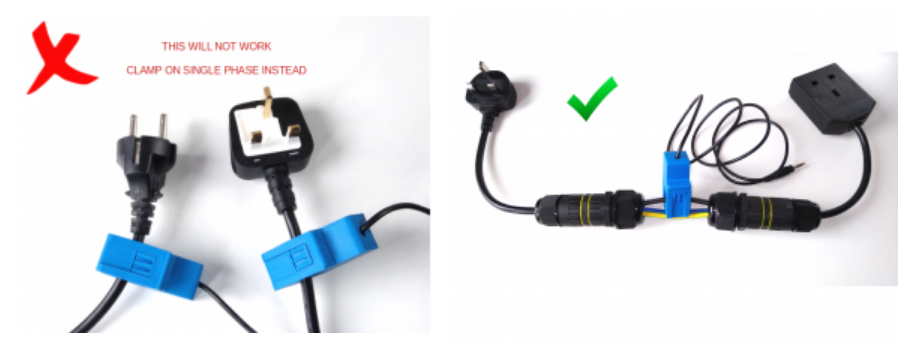 THIS WILL NOT WORK
CLAMP ON SINGLE PHASE INSTEAD